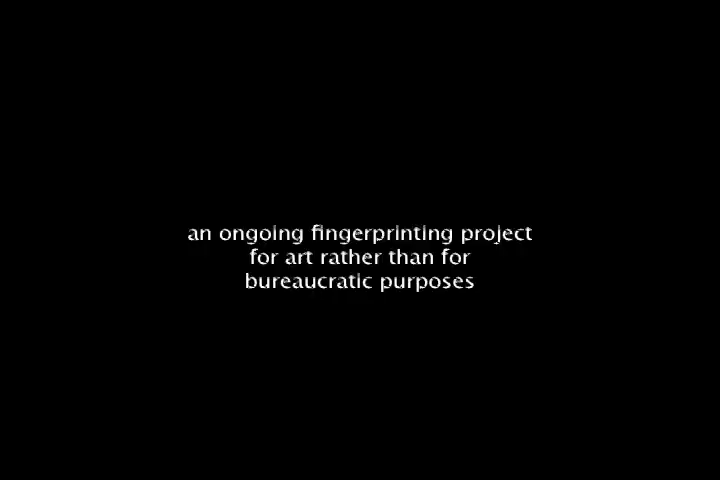 an ongoing fingerprinting project
for art rather than for
bureaucratic purposes